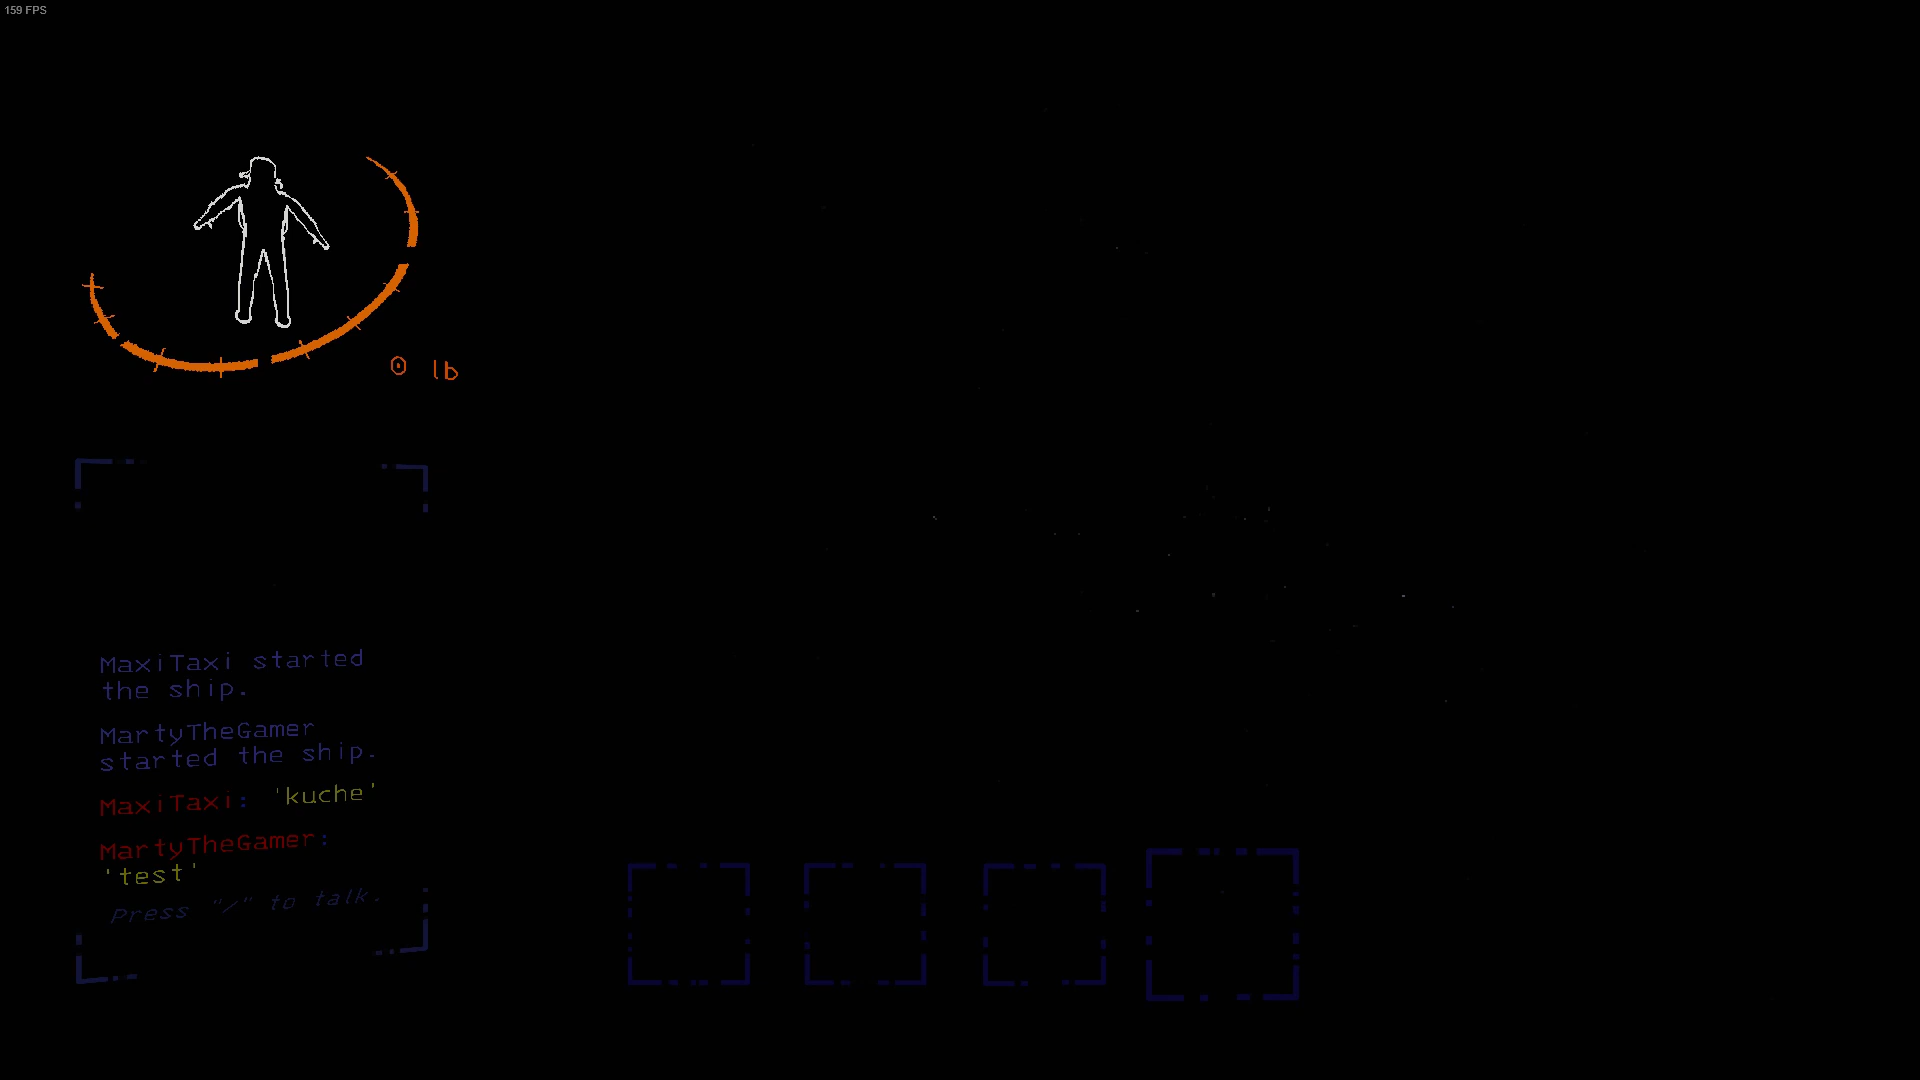 159 FPS
0 lb
MaxiTaxi started
the ship.
MartyTheGamer
started the ship.
MaxiTaxi: 'kuche'
MartyTheGamer:
'test'
Press "/" to talk.